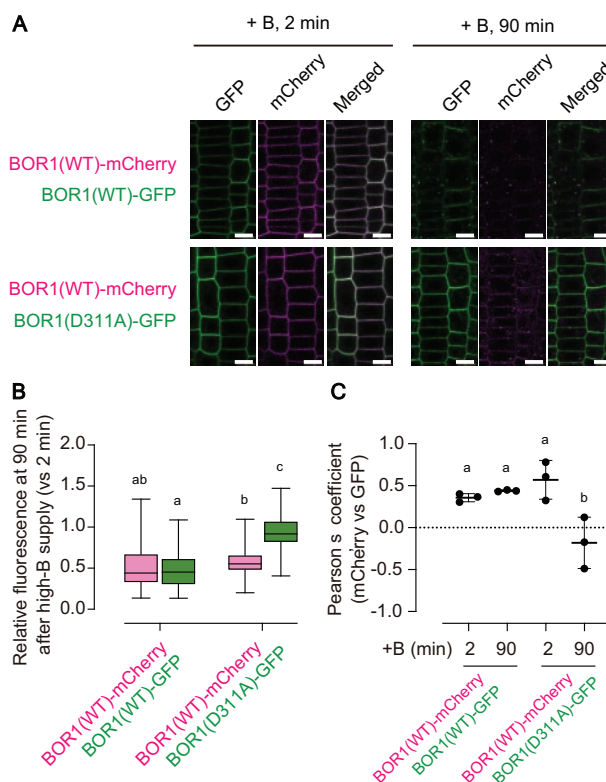 A
+ B, 2 min
+ B, 90 min
GFP
mCherry
Merged
GFP
mCherry
Merged
BOR1(WT)-mCherry
BOR1(WT)-GFP
BOR1(WT)-mCherry
BOR1(D311A)-GFP
B
Relative fluorescence at 90 min
after high-B supply (vs 2 min)
2.0
1.5
1.0
0.5
0.0
ab
a
b
c
BOR1(WT)-mCherry
BOR1(WT)-GFP
BOR1(WT)-mCherry
BOR1(D311A)-GFP
C
Pearson s coefficient
(mCherry vs GFP)
1.0
0.5
0.0
-0.5
-1.0
a
a
a
b
+B (min) 2 90 2 90
BOR1(WT)-mCherry
BOR1(WT)-GFP
BOR1(WT)-mCherry
BOR1(D311A)-GFP